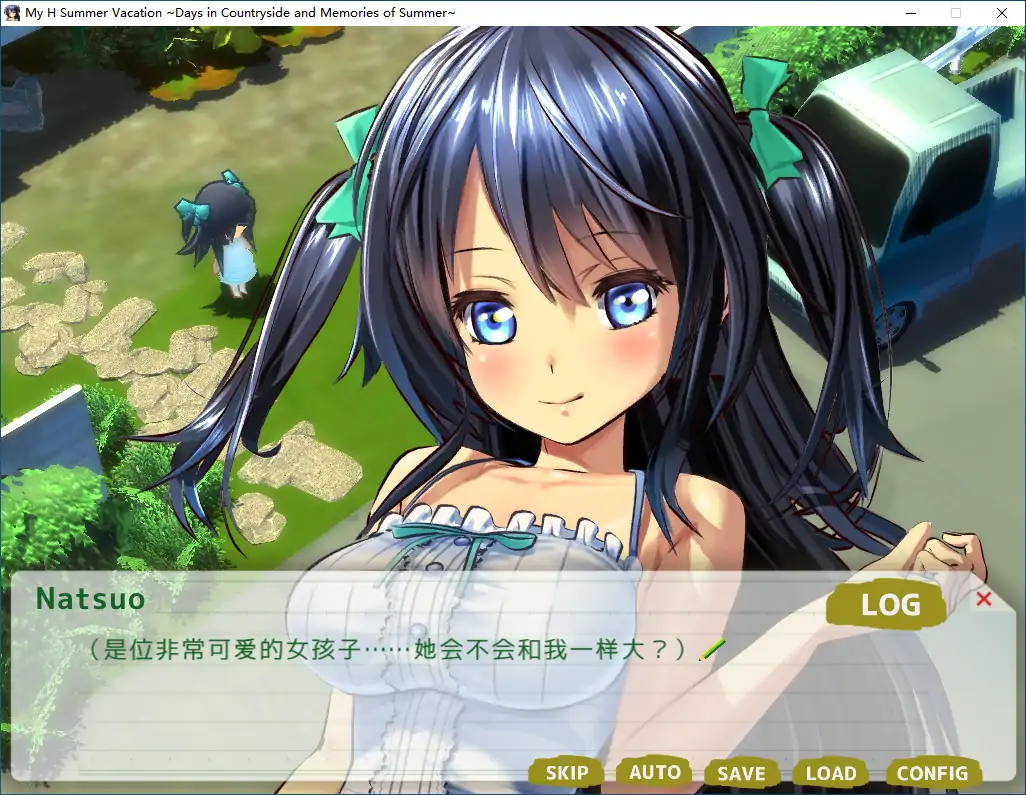 My H Summer Vacation ~Days in Countryside and Memories of Summer~
Natsuo
LOG
（是位非常可爱的女孩子……她会不会和我一样大？）
SKIP AUTO SAVE LOAD CONFIG